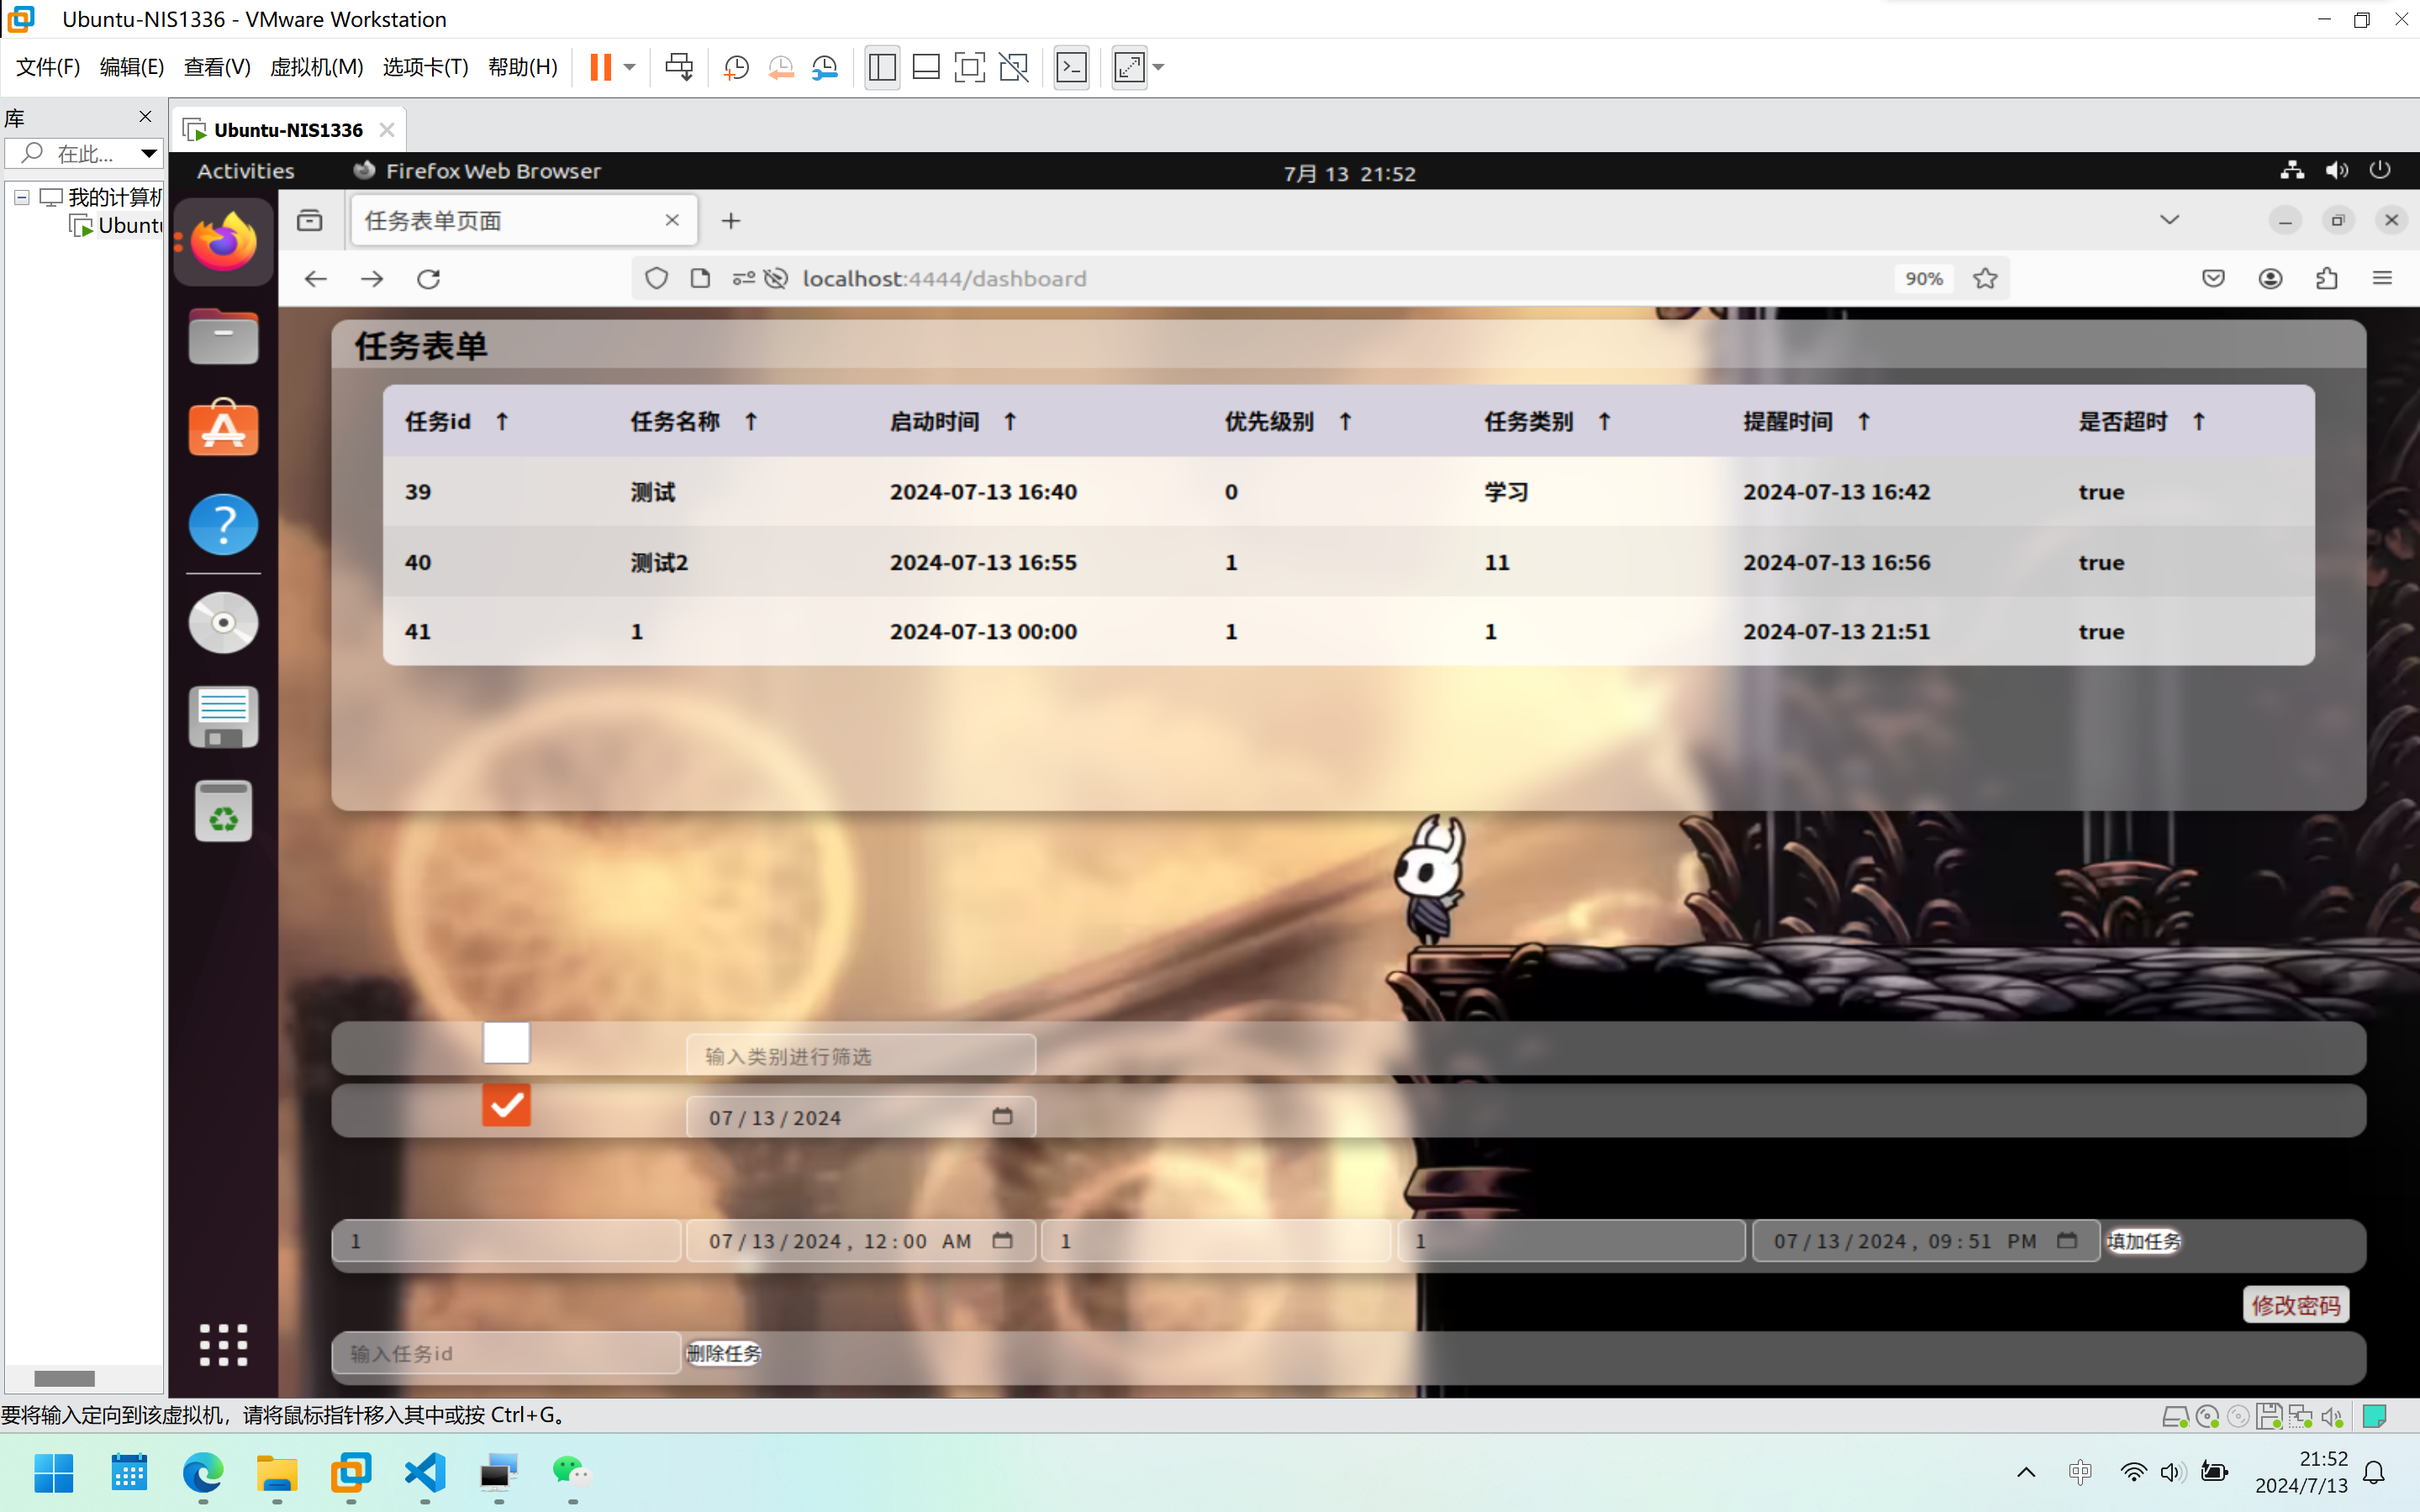 Ubuntu-NIS1336 - VMware Workstation
文件(F) 编辑(E) 查看(V) 虚拟机(M) 选项卡(T) 帮助(H)
库
在此...
我的计算机
Ubuntu
Ubuntu-NIS1336
Activities Firefox Web Browser 7月 13 21:52
任务表单页面
localhost:4444/dashboard 90%
任务表单
任务id ↑ 任务名称 ↑ 启动时间 ↑ 优先级别 ↑ 任务类别 ↑ 提醒时间 ↑ 是否超时 ↑
39 测试 2024-07-13 16:40 0 学习 2024-07-13 16:42 true
40 测试2 2024-07-13 16:55 1 11 2024-07-13 16:56 true
41 1 2024-07-13 00:00 1 1 2024-07-13 21:51 true
输入类别进行筛选
07/13/2024
1 07/13/2024, 12:00 AM 1 1 07/13/2024, 09:51 PM 填加任务
修改密码
输入任务id 删除任务
要将输入定向到该虚拟机，请将鼠标指针移入其中或按 Ctrl+G。
中
21:52
2024/7/13